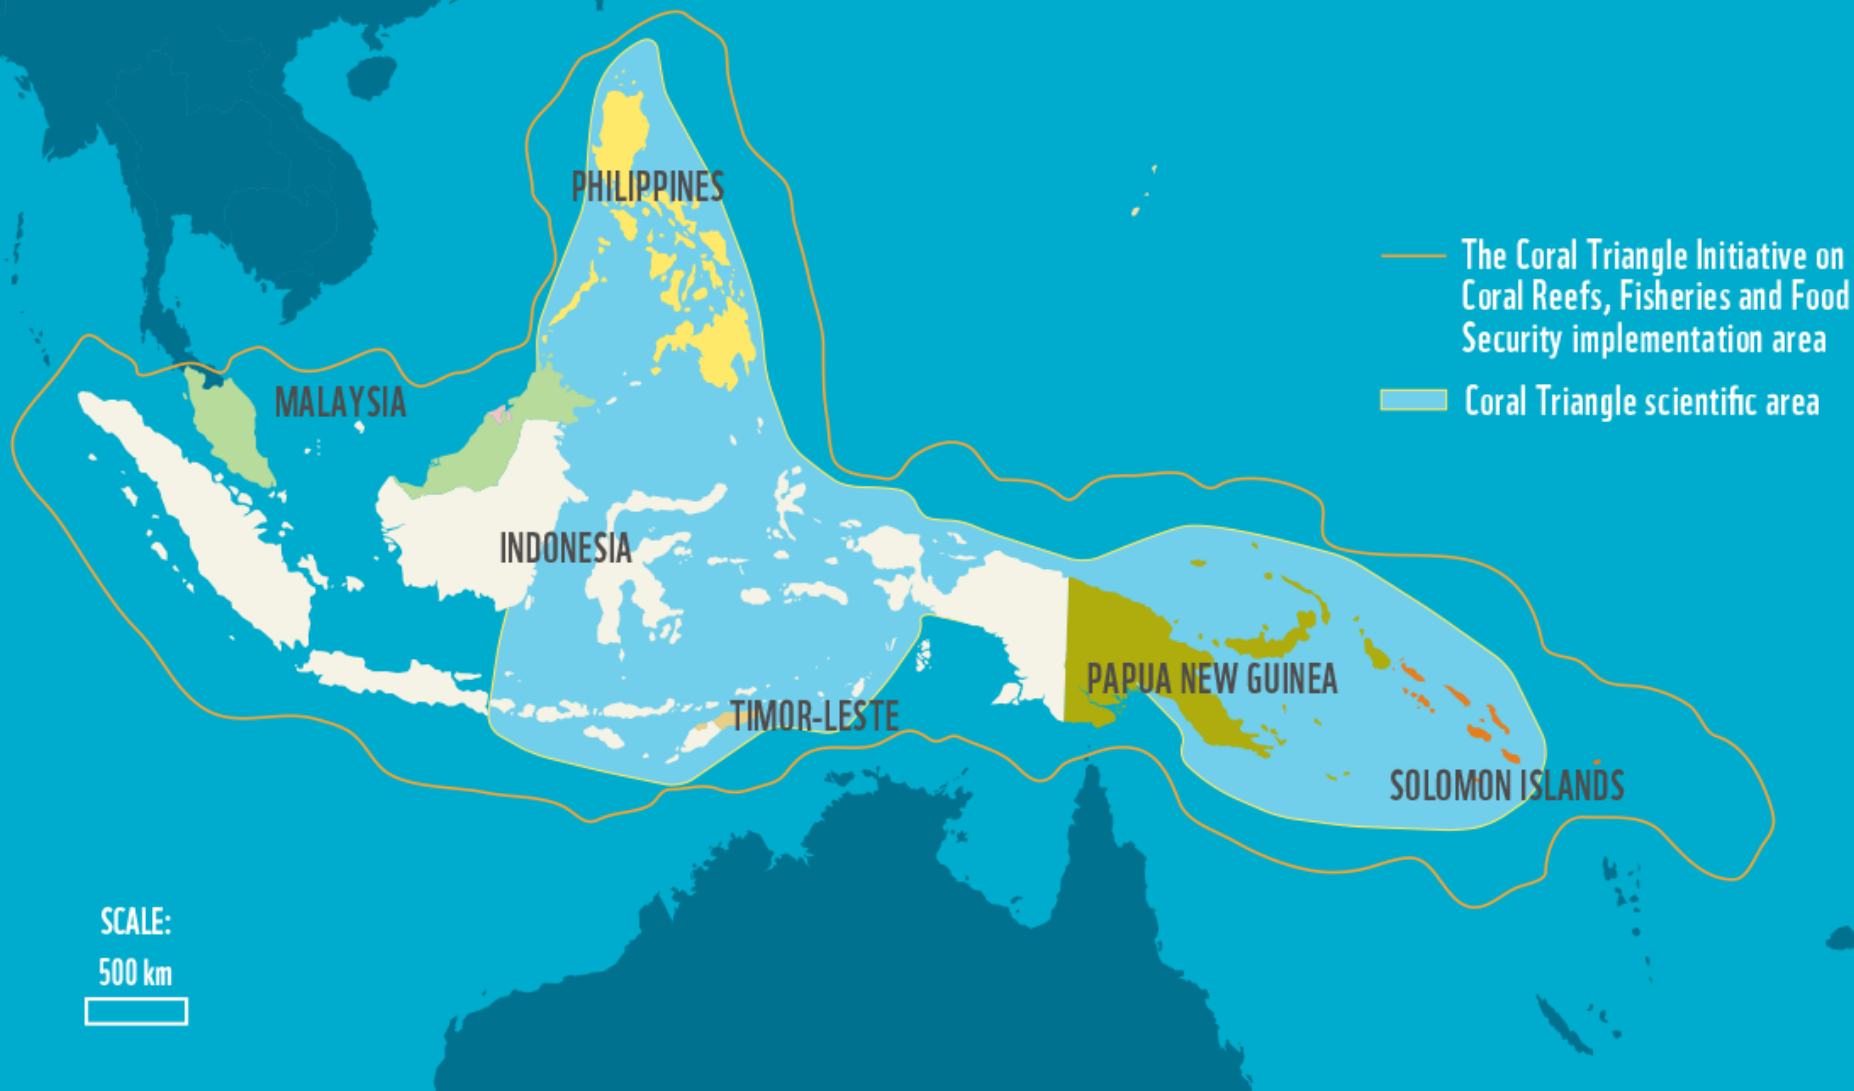 PHILIPPINES
The Coral Triangle Initiative on
Coral Reefs, Fisheries and Food
Security implementation area
MALAYSIA
Coral Triangle scientific area
INDONESIA
PAPUA NEW GUINEA
TIMOR-LESTE
SOLOMON ISLANDS
SCALE:
500 km